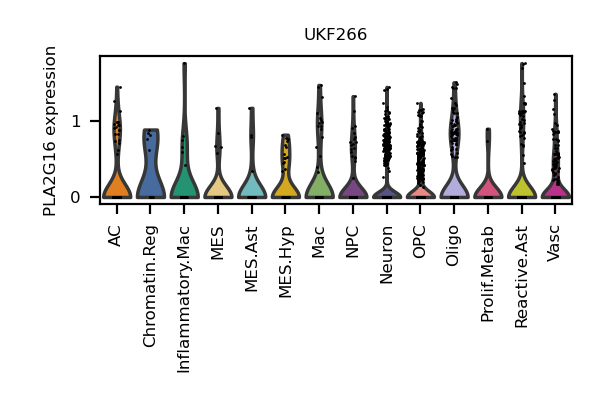 UKF266
PLA2G16 expression
1
0
AC
Chromatin.Reg
Inflammatory.Mac
MES
MES.Ast
MES.Hyp
Mac
NPC
Neuron
OPC
Oligo
Prolif.Metab
Reactive.Ast
Vasc